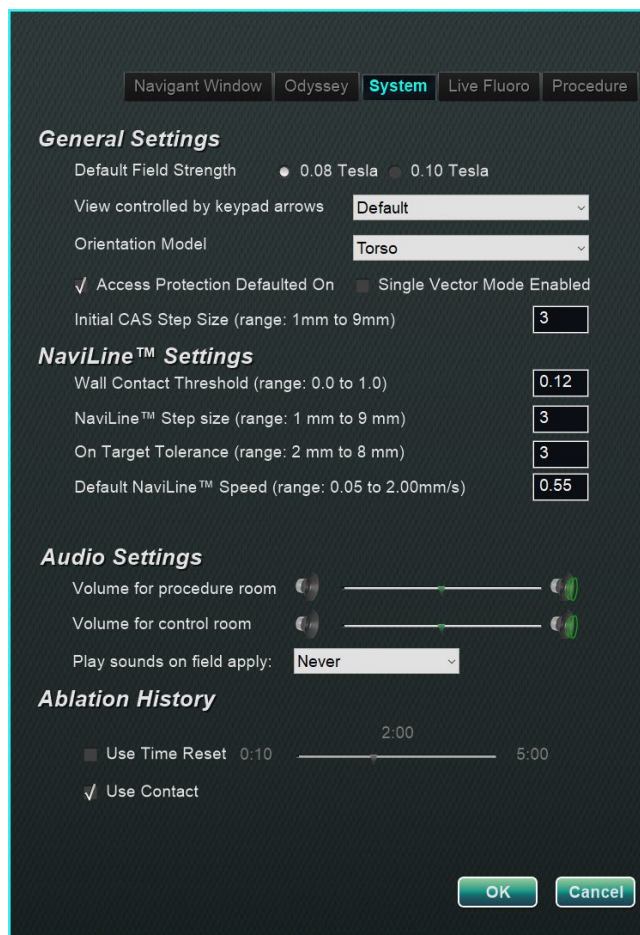 Navigant Window Odyssey System Live Fluoro Procedure
General Settings
Default Field Strength 0.08 Tesla 0.10 Tesla
View controlled by keypad arrows Default
Orientation Model Torso
Access Protection Defaulted On Single Vector Mode Enabled
Initial CAS Step Size (range: 1mm to 9mm) 3
NaviLine™ Settings
Wall Contact Threshold (range: 0.0 to 1.0) 0.12
NaviLine™ Step size (range: 1 mm to 9 mm) 3
On Target Tolerance (range: 2 mm to 8 mm) 3
Default NaviLine™ Speed (range: 0.05 to 2.00mm/s) 0.55
Audio Settings
Volume for procedure room
Volume for control room
Play sounds on field apply: Never
Ablation History
2:00
Use Time Reset 0:10 5:00
Use Contact
OK Cancel